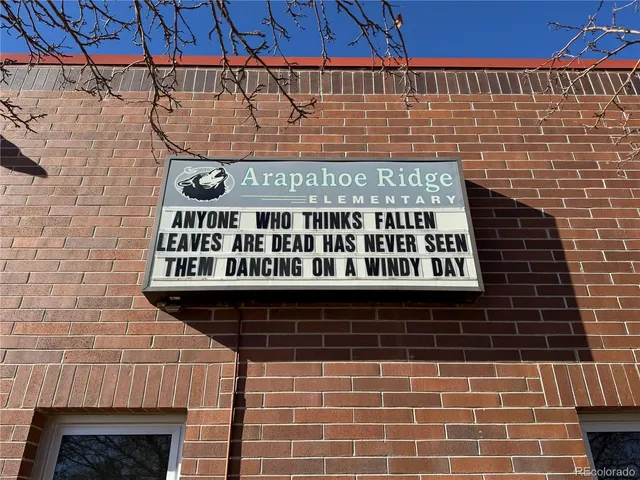 Arapahoe Ridge
ELEMENTARY
ANYONE WHO THINKS FALLEN
LEAVES ARE DEAD HAS NEVER SEEN
THEM DANCING ON A WINDY DAY
REcolorado